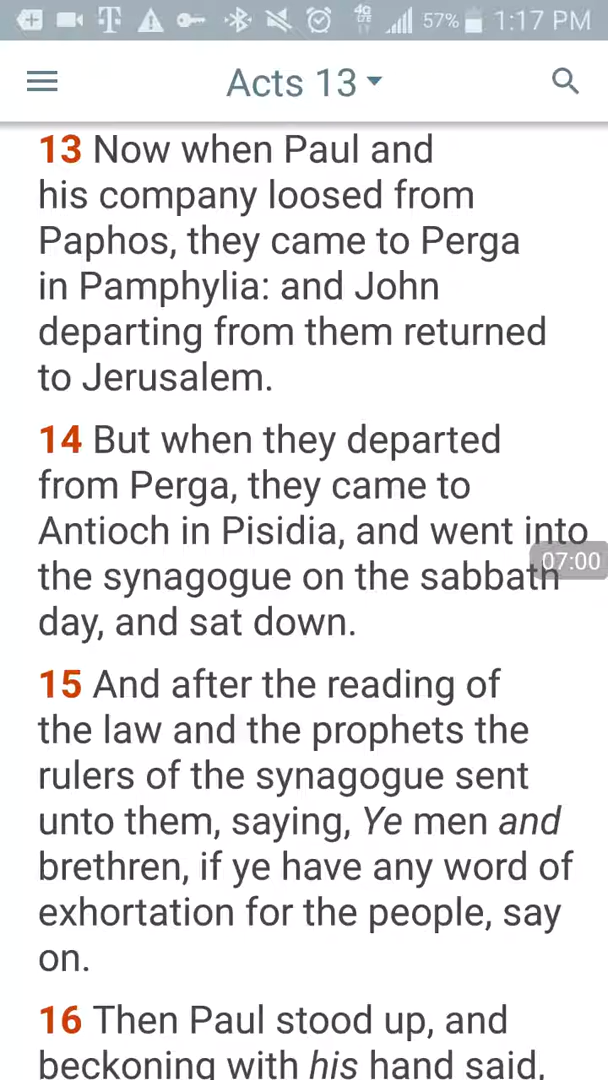 4G LTE 57% 1:17 PM
Acts 13
13 Now when Paul and
his company loosed from
Paphos, they came to Perga
in Pamphylia: and John
departing from them returned
to Jerusalem.
14 But when they departed
from Perga, they came to
Antioch in Pisidia, and went into
07:00
the synagogue on the sabbath
day, and sat down.
15 And after the reading of
the law and the prophets the
rulers of the synagogue sent
unto them, saying, Ye men and
brethren, if ye have any word of
exhortation for the people, say
on.
16 Then Paul stood up, and
beckoning with his hand said,